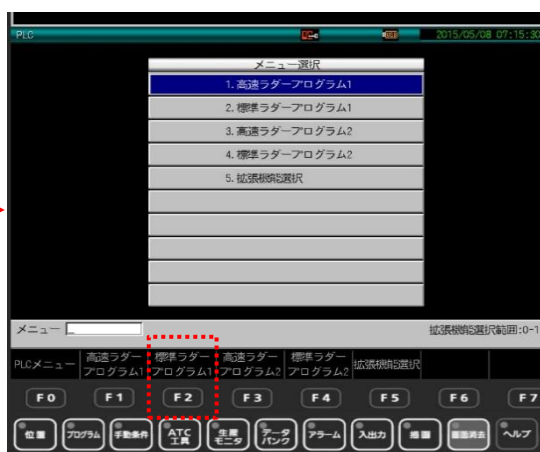 PLC 2015/05/08 07:15:30
メニュー選択
1. 高速ラダープログラム1
2. 標準ラダープログラム1
3. 高速ラダープログラム2
4. 標準ラダープログラム2
5. 拡張機能選択
メニュー 拡張機能選択範囲:0-1
PLCメニュー 高速ラダー プログラム1 標準ラダー プログラム1 高速ラダー プログラム2 標準ラダー プログラム2 拡張機能選択
F0 F1 F2 F3 F4 F5 F6 F7
位置 プログラム 手動条件 ATC 工具 生産 モニタ データ バンク アラーム 入出力 描画 画面消去 ヘルプ